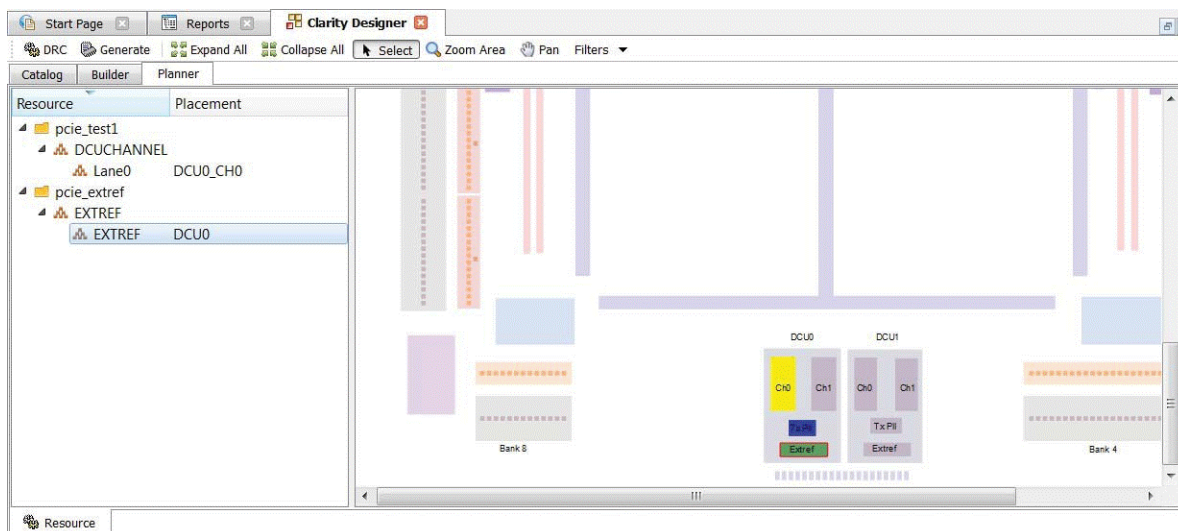 Start Page Reports Clarity Designer
DRC Generate Expand All Collapse All Select Zoom Area Pan Filters
Catalog Builder Planner
Resource Placement
pcie_test1
DCUCHANNEL
Lane0 DCU0_CH0
pcie_extref
EXTREF
EXTREF DCU0
DCU0 DCU1
Ch0 Ch1 Ch0 Ch1
Tx Pll Tx Pll
Extref Extref
Bank 8 Bank 4
Resource